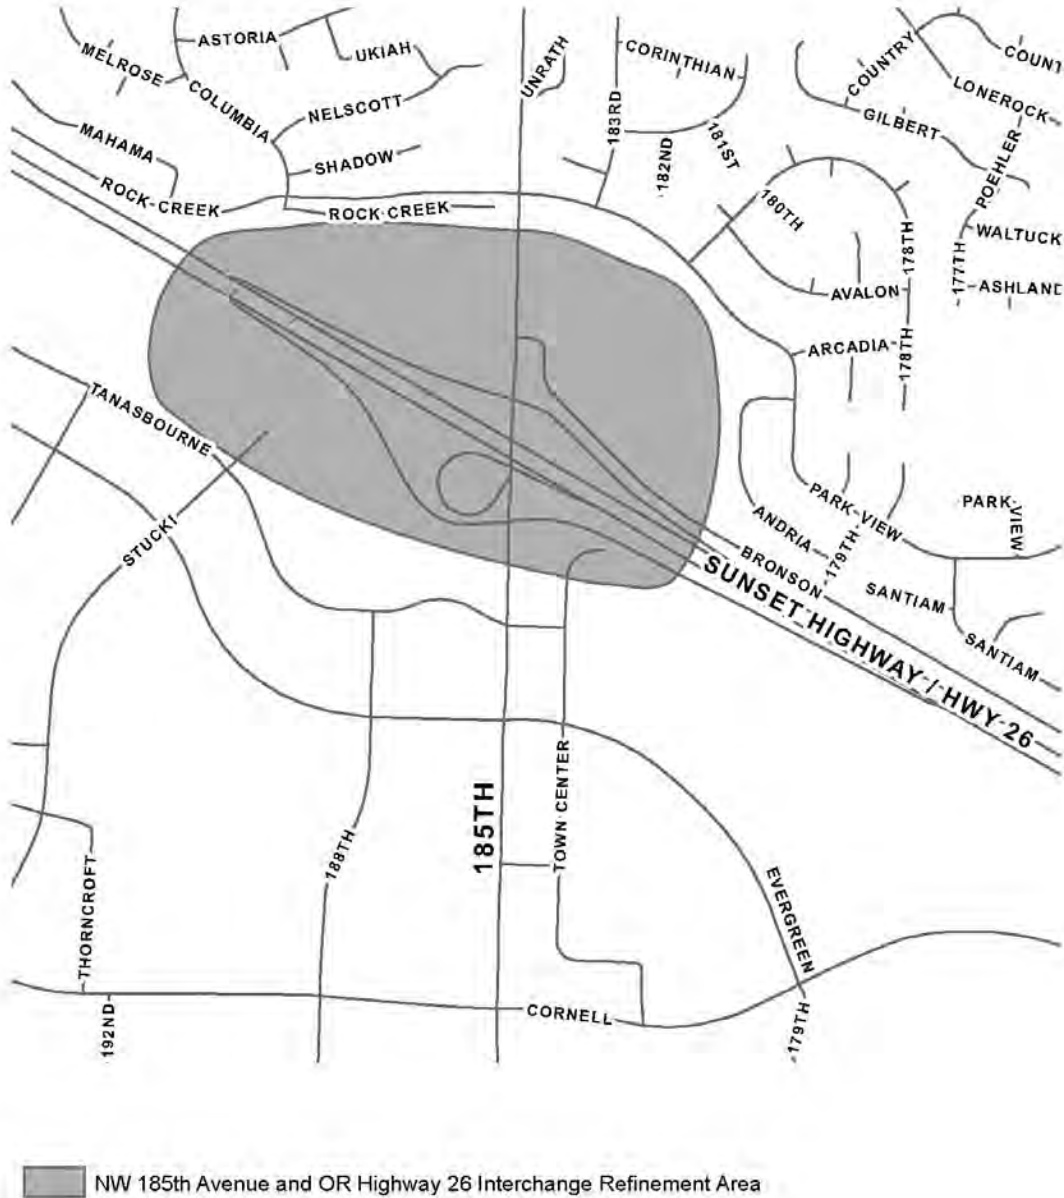 ASTORIA
UKIAH
MELROSE
COLUMBIA
NELSCOTT
MAHAMA
SHADOW
ROCK CREEK
ROCK CREEK
UNRATH
CORINTHIAN
183RD
182ND
181ST
180TH
COUNTRY
COUNT
LONEROCK
GILBERT
POEHLER
WALTUCK
177TH
ASHLAND
178TH
AVALON
ARCADIA
178TH
TANASBOURNE
STUCKI
PARK VIEW
PARK VIEW
ANDRIA
179TH
BRONSON
SANTIAM
SANTIAM
SUNSET HIGHWAY / HWY 26
185TH
TOWN CENTER
188TH
THORNCROFT
EVERGREEN
192ND
CORNELL
179TH
NW 185th Avenue and OR Highway 26 Interchange Refinement Area